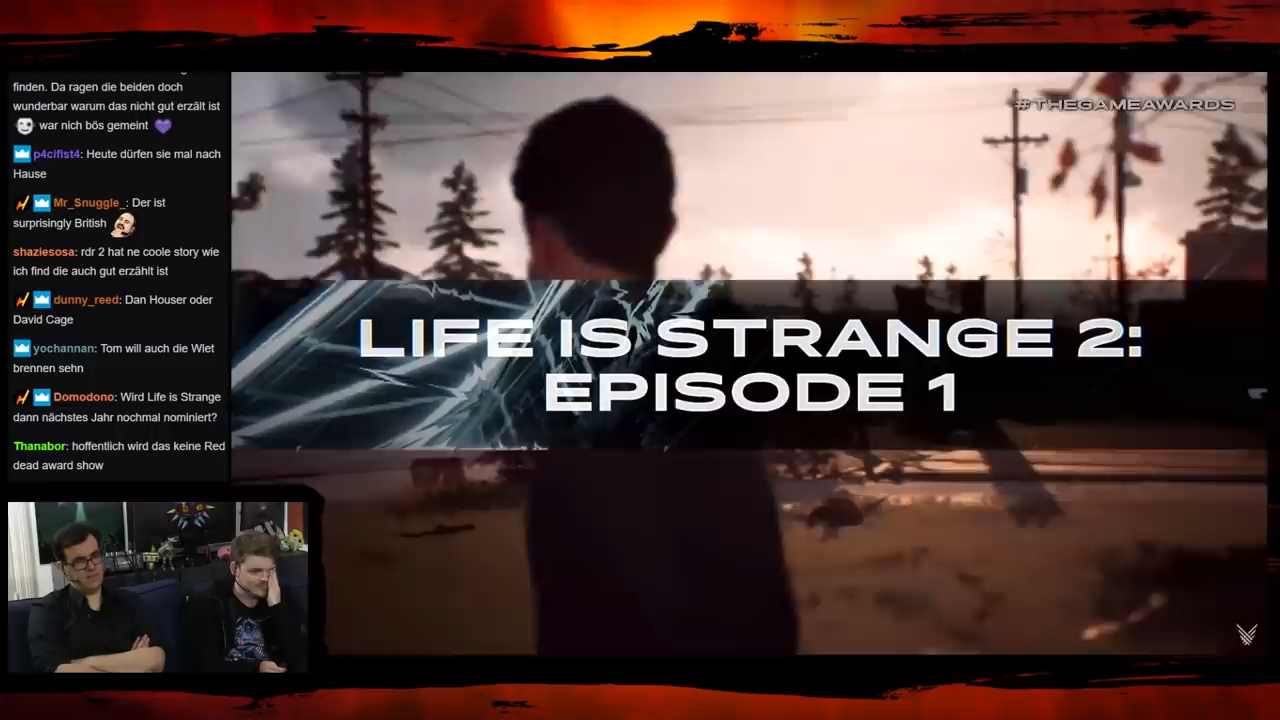 finden. Da ragen die beiden doch
wunderbar warum das nicht gut erzält ist
war nich bös gemeint
p4cifist4: Heute dürfen sie mal nach
Hause
Mr_Snuggle_: Der ist
surprisingly British
shaziesosa: rdr 2 hat ne coole story wie
ich find die auch gut erzählt ist
dunny_reed: Dan Houser oder
David Cage
yochannan: Tom will auch die Wlet
brennen sehn
Domodono: Wird Life is Strange
dann nächstes Jahr nochmal nominiert?
Thanabor: hoffentlich wird das keine Red
dead award show
#THEGAMEAWARDS
LIFE IS STRANGE 2:
EPISODE 1